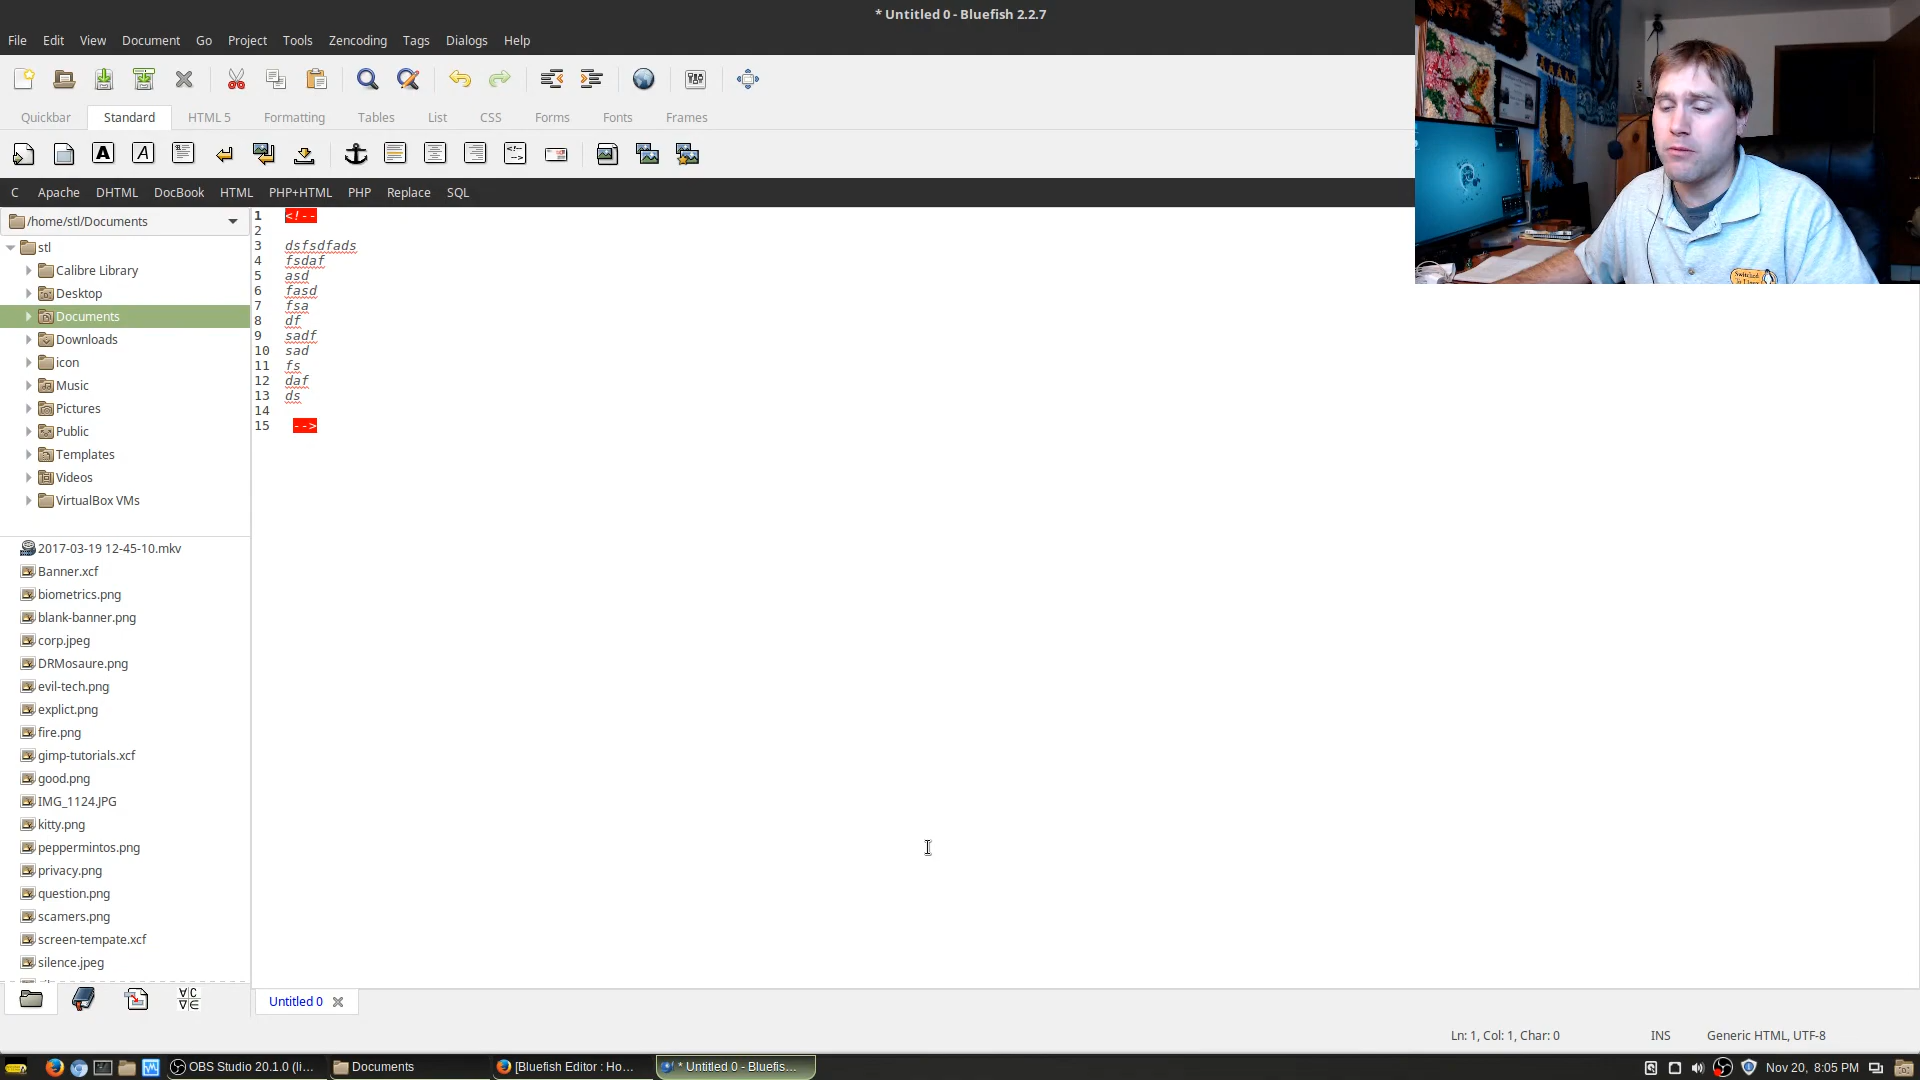 * Untitled 0 - Bluefish 2.2.7
File Edit View Document Go Project Tools Zencoding Tags Dialogs Help
Quickbar Standard HTML 5 Formatting Tables List CSS Forms Fonts Frames
C Apache DHTML DocBook HTML PHP+HTML PHP Replace SQL
/home/stl/Documents
stl
Calibre Library
Desktop
Documents
Downloads
icon
Music
Pictures
Public
Templates
Videos
VirtualBox VMs
1 <!--
2
3 dsfsdfads
4 fsdaf
5 asd
6 fasd
7 fsa
8 df
9 sadf
10 sad
11 fs
12 daf
13 ds
14
15 -->
2017-03-19 12-45-10.mkv
Banner.xcf
biometrics.png
blank-banner.png
corp.jpeg
DRMosaure.png
evil-tech.png
explict.png
fire.png
gimp-tutorials.xcf
good.png
IMG_1124.JPG
kitty.png
peppermintos.png
privacy.png
question.png
scamers.png
screen-tempate.xcf
silence.jpeg
Untitled 0
Ln: 1, Col: 1, Char: 0 INS Generic HTML, UTF-8
OBS Studio 20.1.0 (li... Documents [Bluefish Editor : Ho... * Untitled 0 - Bluefis... Nov 20, 8:05 PM
Switched
to Linux